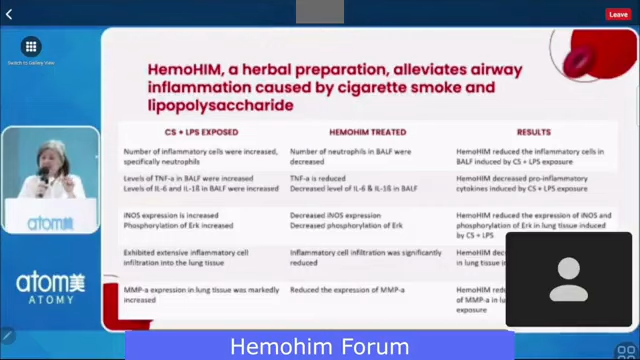 Leave
Switch to Gallery View
HemoHIM, a herbal preparation, alleviates airway
inflammation caused by cigarette smoke and
lipopolysaccharide
CS + LPS EXPOSED
HEMOHIM TREATED
RESULTS
Number of inflammatory cells were increased,
specifically neutrophils
Number of neutrophils in BALF were
decreased
HemoHIM reduced the inflammatory cells in
BALF induced by CS + LPS exposure
Levels of TNF-a in BALF were increased
Levels of IL-6 and IL-1ß in BALF were increased
TNF-a is reduced
Decreased level of IL-6 & IL-1ß in BALF
HemoHIM decreased pro-inflammatory
cytokines induced by CS + LPS exposure
iNOS expression is increased
Phosphorylation of Erk increased
Decreased iNOS expression
Decreased phosphorylation of Erk
HemoHIM reduced the expression of iNOS and
phosphorylation of Erk in lung tissue induced
by CS + LPS
Exhibited extensive inflammatory cell
infiltration into the lung tissue
Inflammatory cell infiltration was significantly
reduced
HemoHIM
in lung tissue
MMP-a expression in lung tissue was markedly
increased
Reduced the expression of MMP-a
HemoHIM
of MMP-a in
exposure
atom美
atom美
ATOMY
Hemohim Forum